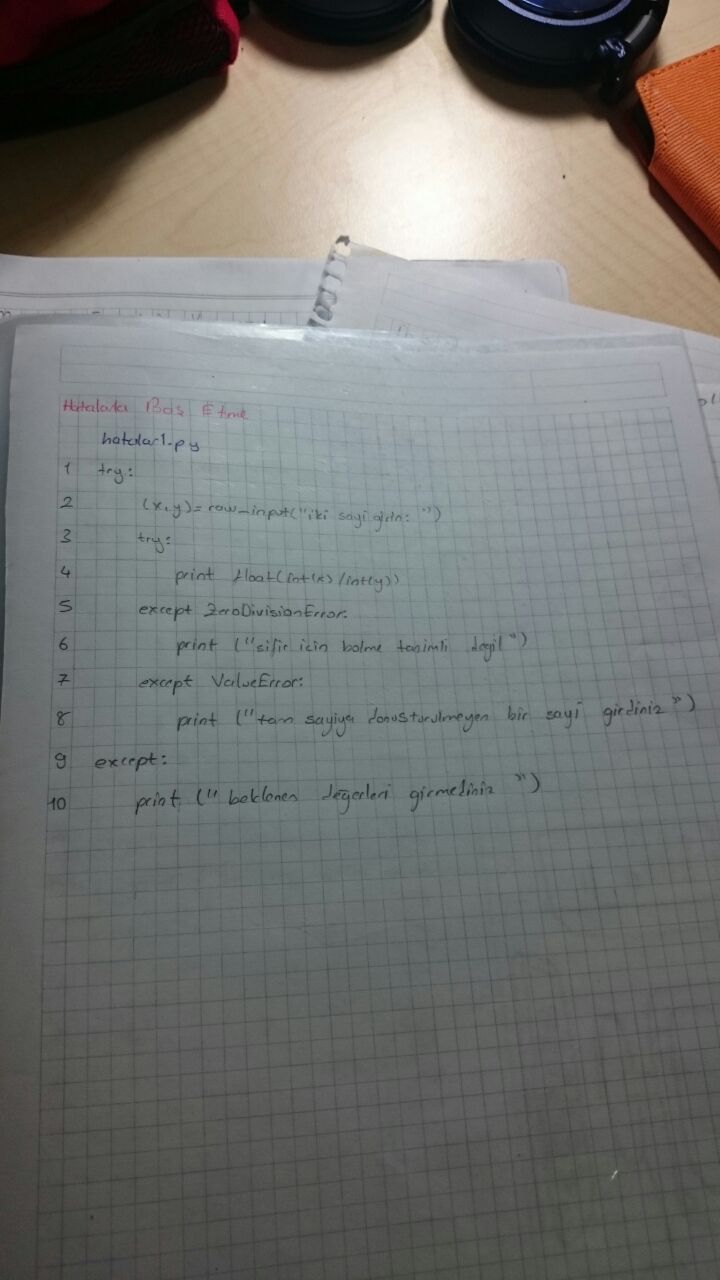 Hatalarla Baş Etme
hatalar1.py
1 try:
2 (x,y)=raw_input("iki sayi girin: ")
3 try:
4 print float(int(x)/int(y))
5 except ZeroDivisionError:
6 print ("sifir icin bolme tanimli degil")
7 except ValueError:
8 print ("tam sayiya donusturulmeyen bir sayi girdiniz")
9 except:
10 print ("beklenen değerleri girmediniz")